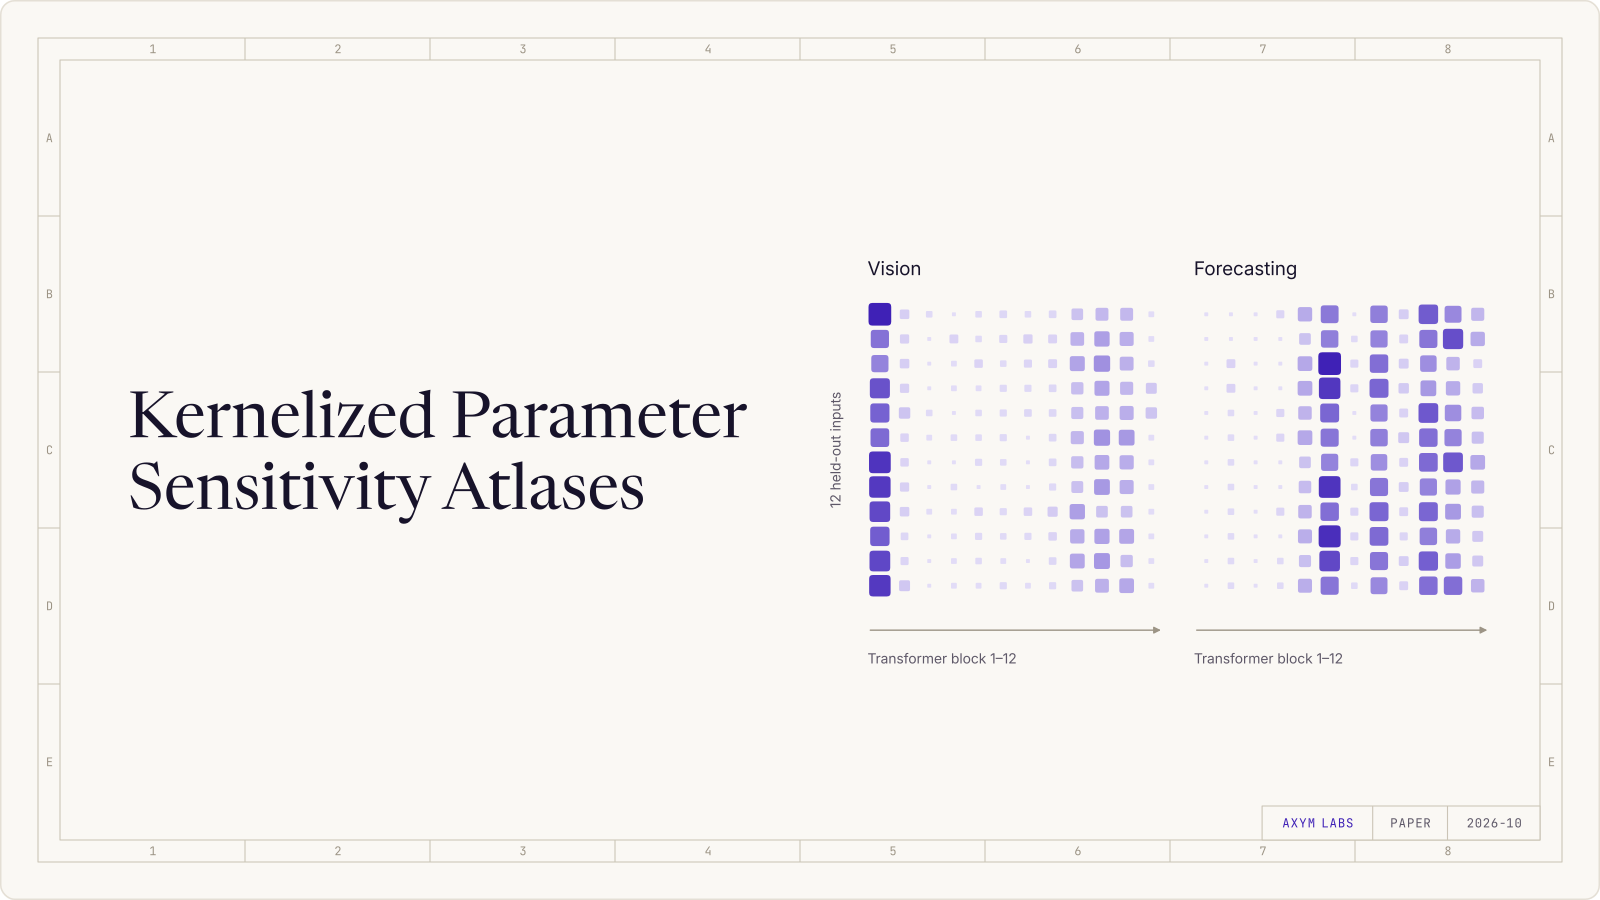 1 2 3 4 5 6 7 8
A A
B B
Vision Forecasting
Kernelized Parameter
Sensitivity Atlases
12 held-out inputs
C C
D D
Transformer block 1–12 Transformer block 1–12
E E
AXYM LABS PAPER 2026-10
1 2 3 4 5 6 7 8